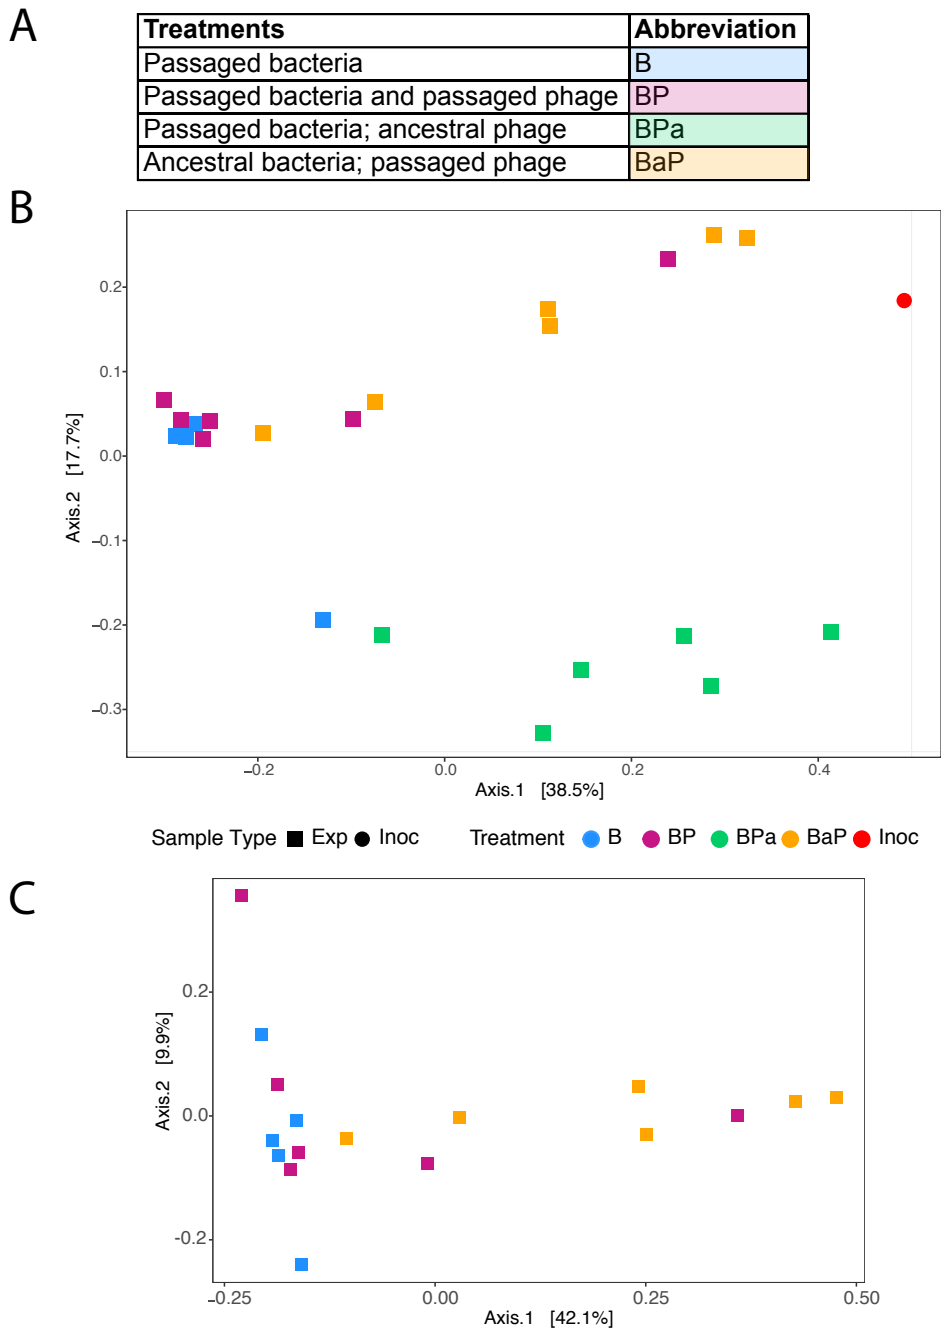 A
Treatments Abbreviation
Passaged bacteria B
Passaged bacteria and passaged phage BP
Passaged bacteria; ancestral phage BPa
Ancestral bacteria; passaged phage BaP
B
0.2
0.1
0.0
−0.1
−0.2
−0.3
Axis.2 [17.7%]
−0.2 0.0 0.2 0.4
Axis.1 [38.5%]
Sample Type Exp Inoc Treatment B BP BPa BaP Inoc
C
0.2
0.0
-0.2
Axis.2 [9.9%]
−0.25 0.00 0.25 0.50
Axis.1 [42.1%]